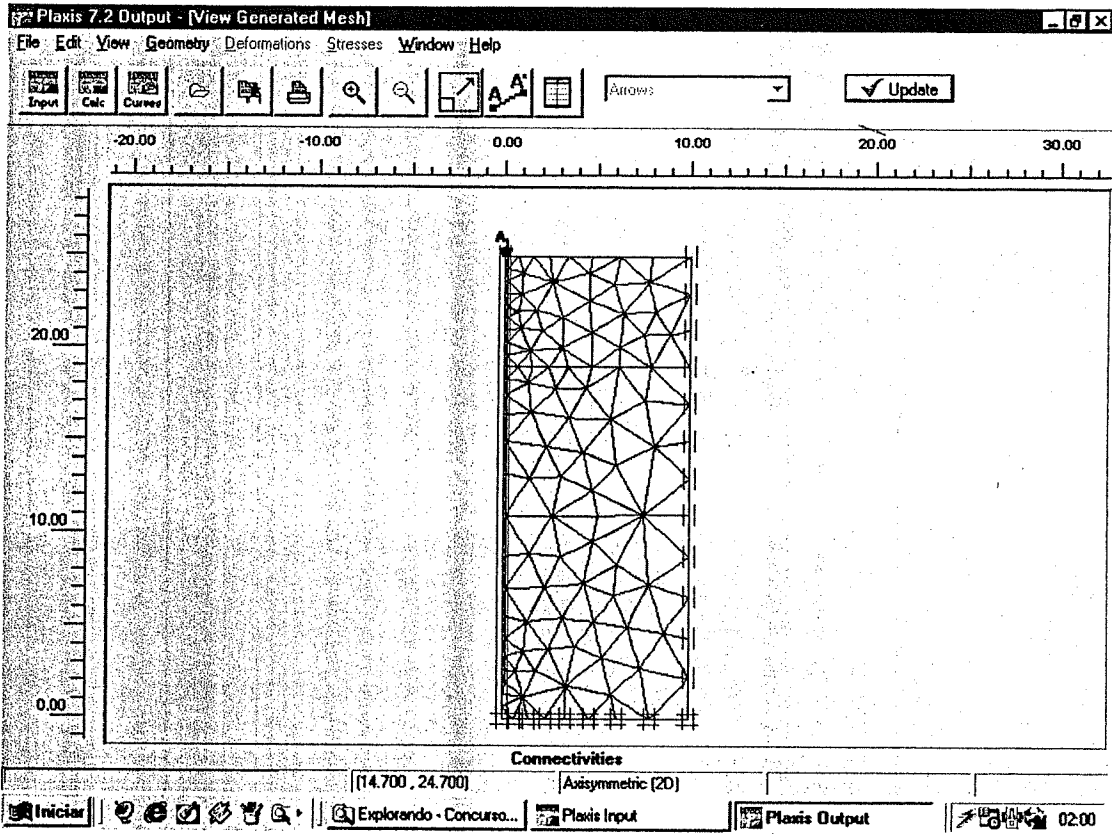 Plaxis 7.2 Output - [View Generated Mesh]
File Edit View Geometry Deformations Stresses Window Help
Input Calc Curves Arrows Update
-20.00 -10.00 0.00 10.00 20.00 30.00
A
20.00
10.00
0.00
Connectivities
[14.700 , 24.700] Axisymmetric [2D]
Iniciar Explorando - Concurso... Plaxis Input Plaxis Output 02:00